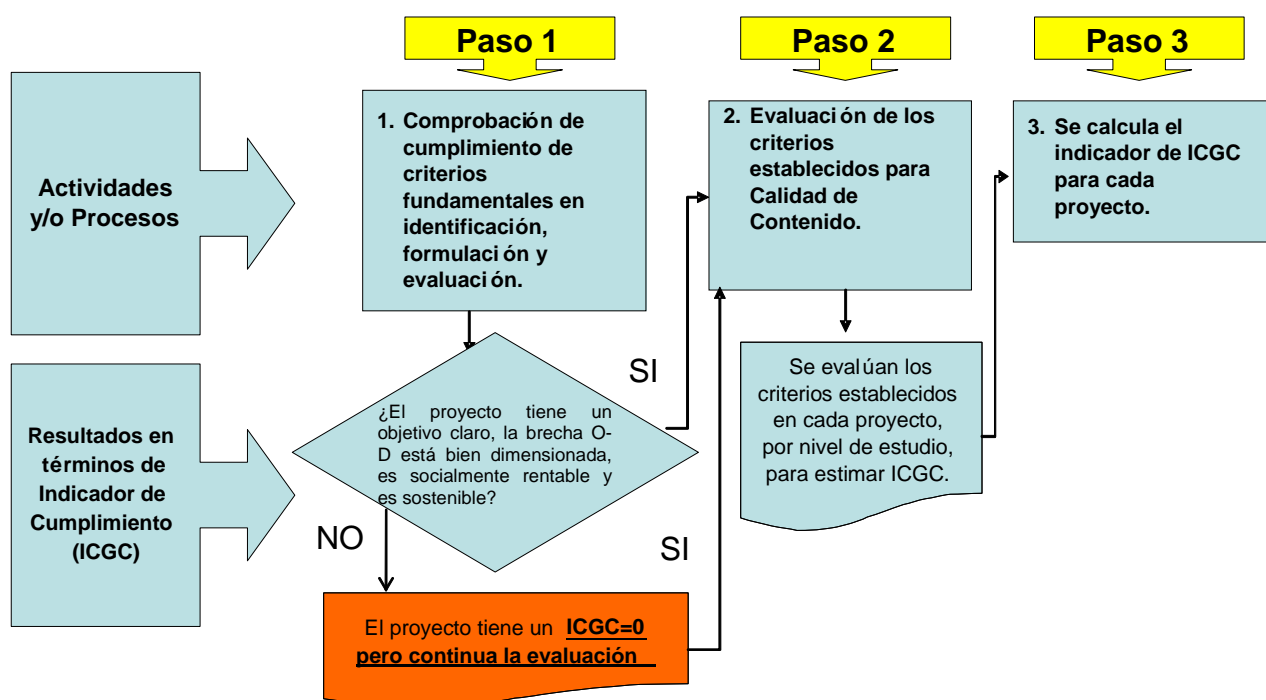 Paso 1
Paso 2
Paso 3
Actividades
y/o Procesos
1. Comprobación de
cumplimiento de
criterios
fundamentales en
identificación,
formulación y
evaluación.
2. Evaluación de los
criterios
establecidos para
Calidad de
Contenido.
3. Se calcula el
indicador de ICGC
para cada
proyecto.
Resultados en
términos de
Indicador de
Cumplimiento
(ICGC)
¿El proyecto tiene un
objetivo claro, la brecha O-
D está bien dimensionada,
es socialmente rentable y
es sostenible?
SI
NO
SI
Se evalúan los
criterios establecidos
en cada proyecto,
por nivel de estudio,
para estimar ICGC.
El proyecto tiene un ICGC=0
pero continua la evaluación